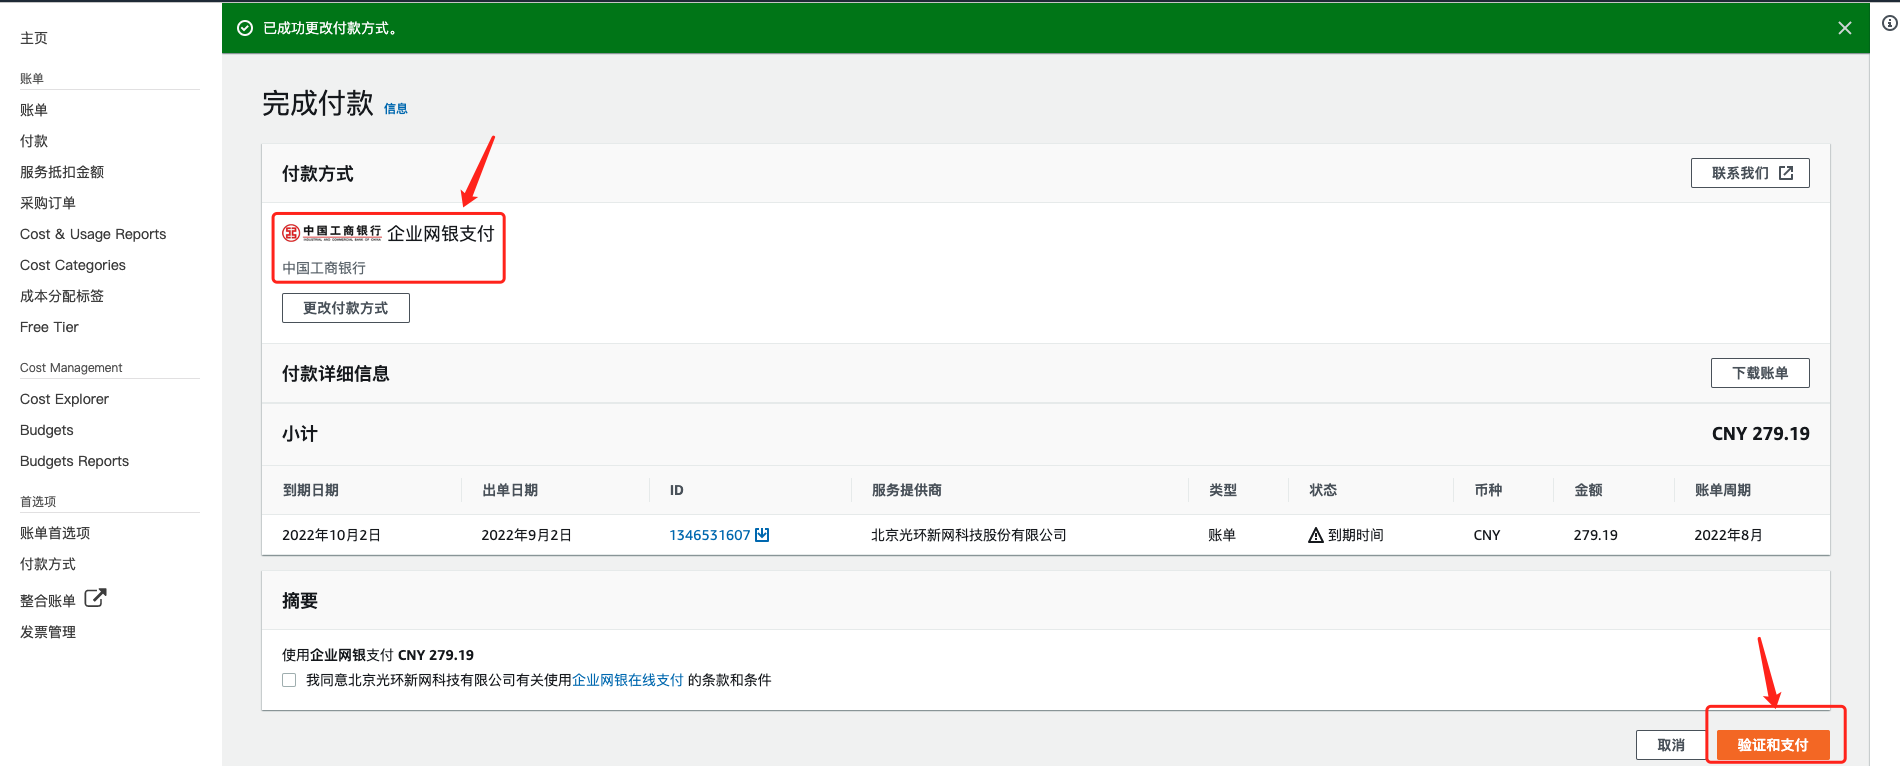 已成功更改付款方式。
主页
账单
账单
付款
服务抵扣金额
采购订单
Cost & Usage Reports
Cost Categories
成本分配标签
Free Tier
Cost Management
Cost Explorer
Budgets
Budgets Reports
首选项
账单首选项
付款方式
整合账单
发票管理
完成付款 信息
付款方式 联系我们
中国工商银行 企业网银支付
INDUSTRIAL AND COMMERCIAL BANK OF CHINA
中国工商银行
更改付款方式
付款详细信息 下载账单
小计 CNY 279.19
到期日期 出单日期 ID 服务提供商 类型 状态 币种 金额 账单周期
2022年10月2日 2022年9月2日 1346531607 北京光环新网科技股份有限公司 账单 到期时间 CNY 279.19 2022年8月
摘要
使用企业网银支付 CNY 279.19
我同意北京光环新网科技有限公司有关使用企业网银在线支付 的条款和条件
取消 验证和支付